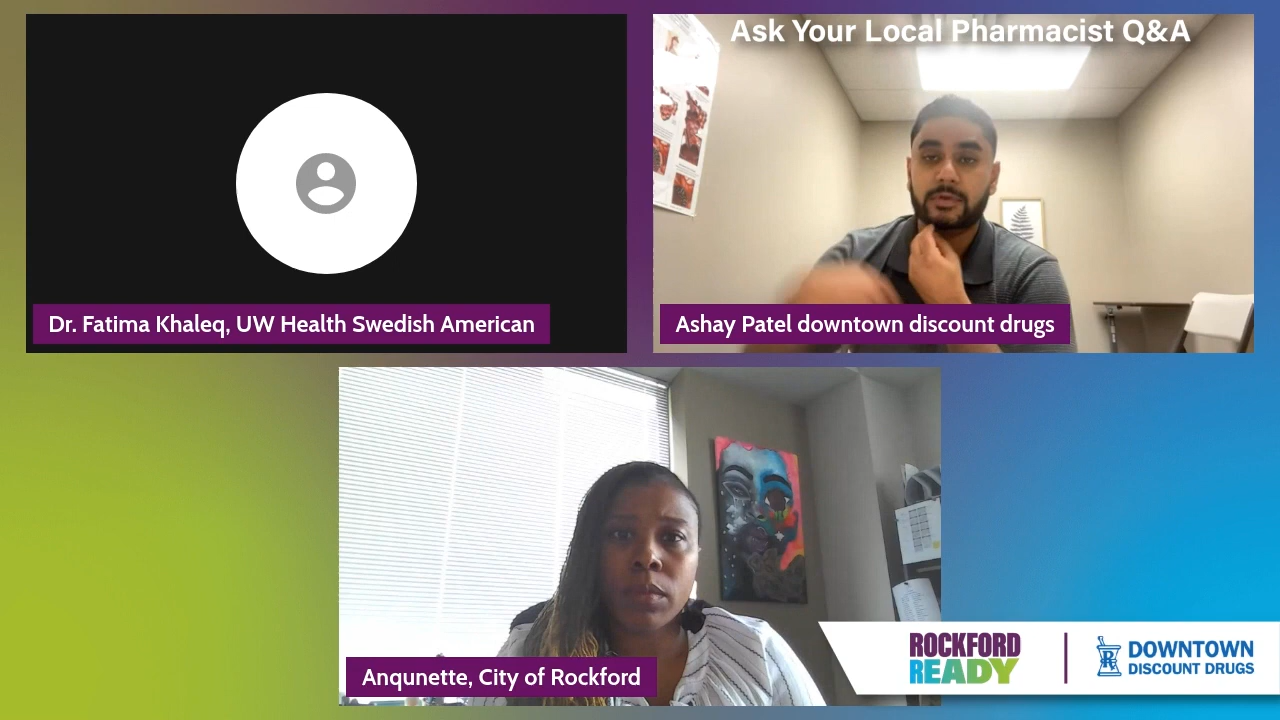 Ask Your Local Pharmacist Q&A
Dr. Fatima Khaleq, UW Health Swedish American
Ashay Patel downtown discount drugs
Anqunette, City of Rockford
ROCKFORD
READY
DOWNTOWN
DISCOUNT DRUGS